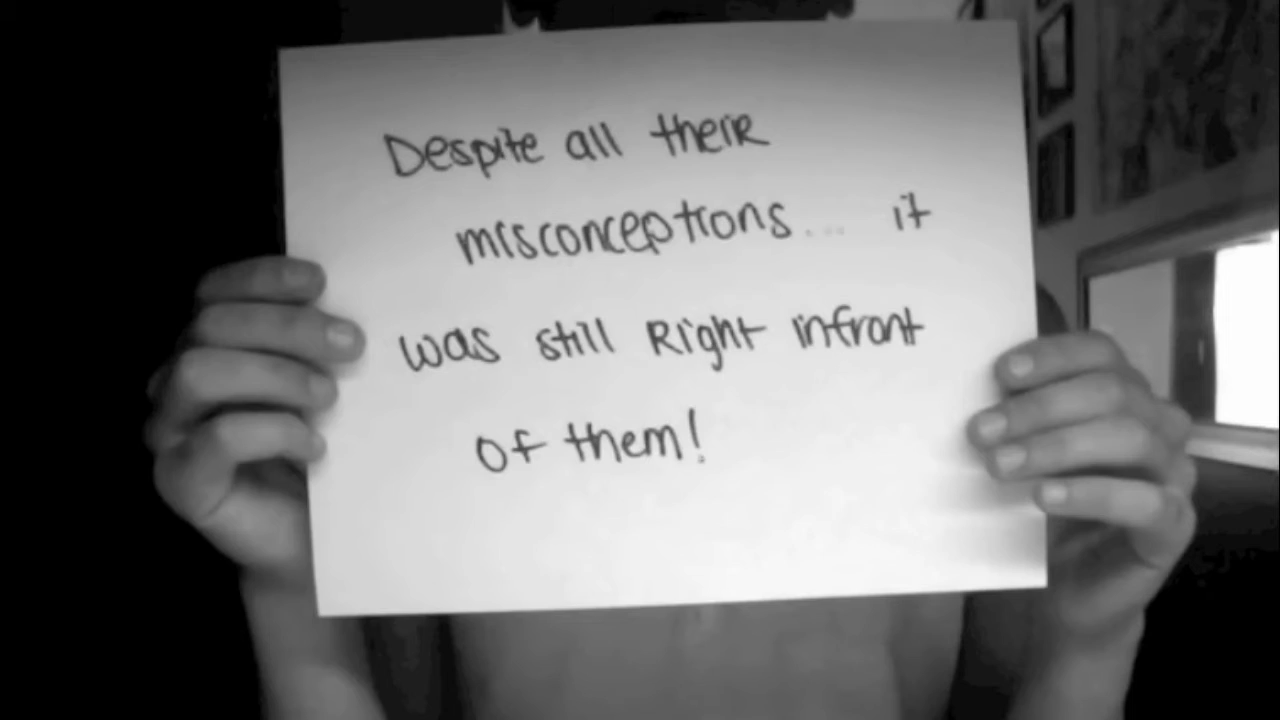 Despite all their
misconceptions... it
was still Right infront
of them!